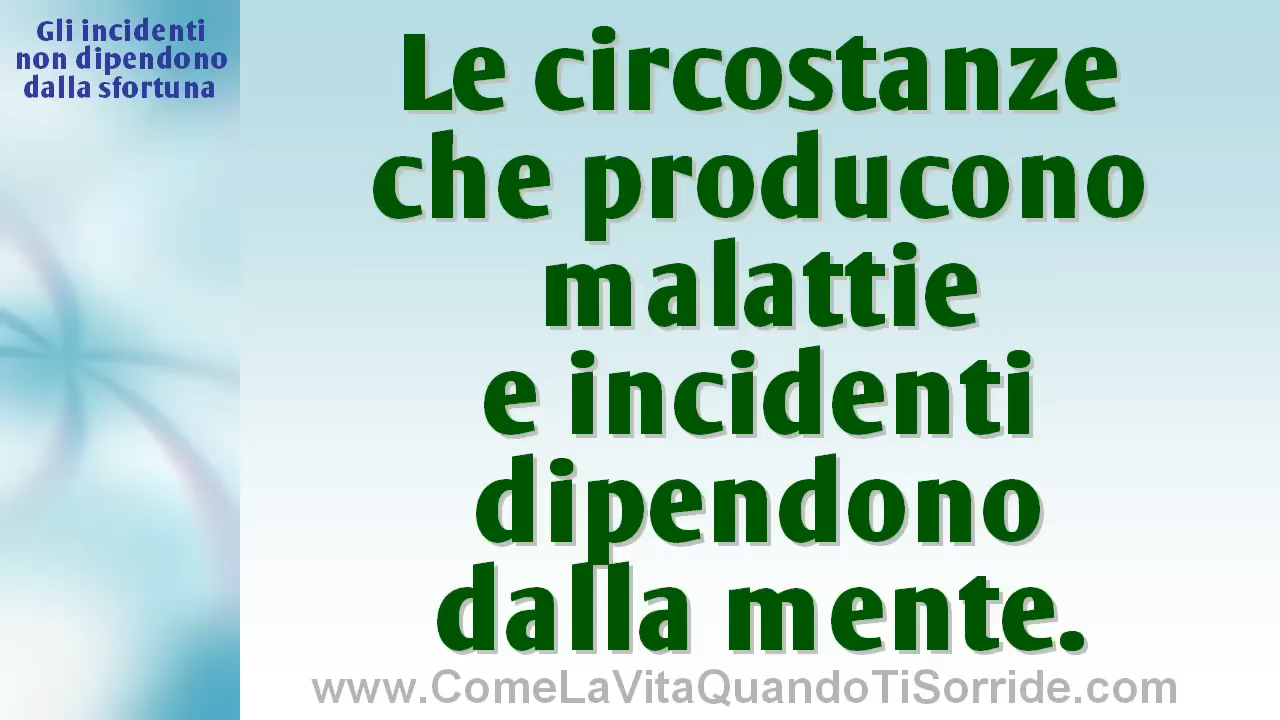 Gli incidenti
non dipendono
dalla sfortuna
Le circostanze
che producono
malattie
e incidenti
dipendono
dalla mente.
www.ComeLaVitaQuandoTiSorride.com